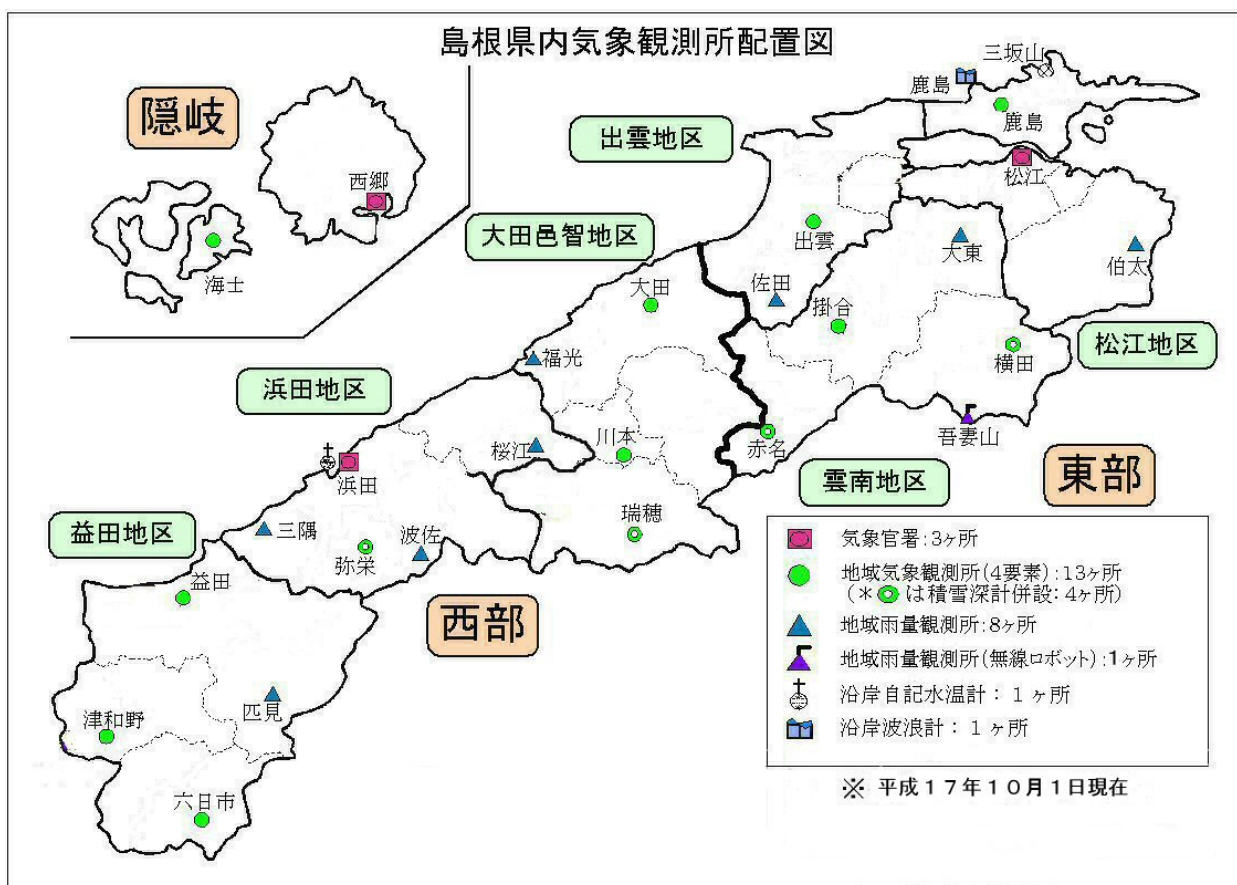 島根県内気象観測所配置図
隠岐
西郷
海士
三坂山
鹿島
鹿島
出雲地区
松江
大田邑智地区
出雲
大東
伯太
佐田
大田
掛合
松江地区
横田
福光
浜田地区
吾妻山
赤名
川本
桜江
東部
雲南地区
浜田
瑞穂
三隅
波佐
弥栄
益田地区
益田
西部
匹見
津和野
六日市
気象官署:3ヶ所
地域気象観測所(4要素):13ヶ所
(*は積雪深計併設:4ヶ所)
地域雨量観測所:8ヶ所
地域雨量観測所(無線ロボット):1ヶ所
沿岸自記水温計:1ヶ所
沿岸波浪計:1ヶ所
※ 平成17年10月1日現在